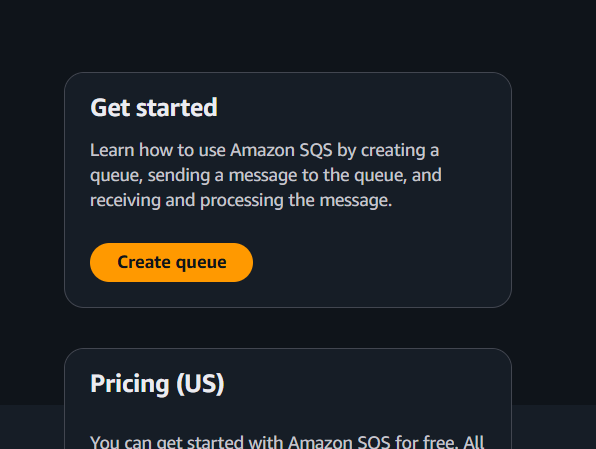 Get started
Learn how to use Amazon SQS by creating a
queue, sending a message to the queue, and
receiving and processing the message.
Create queue
Pricing (US)
You can get started with Amazon SQS for free. All